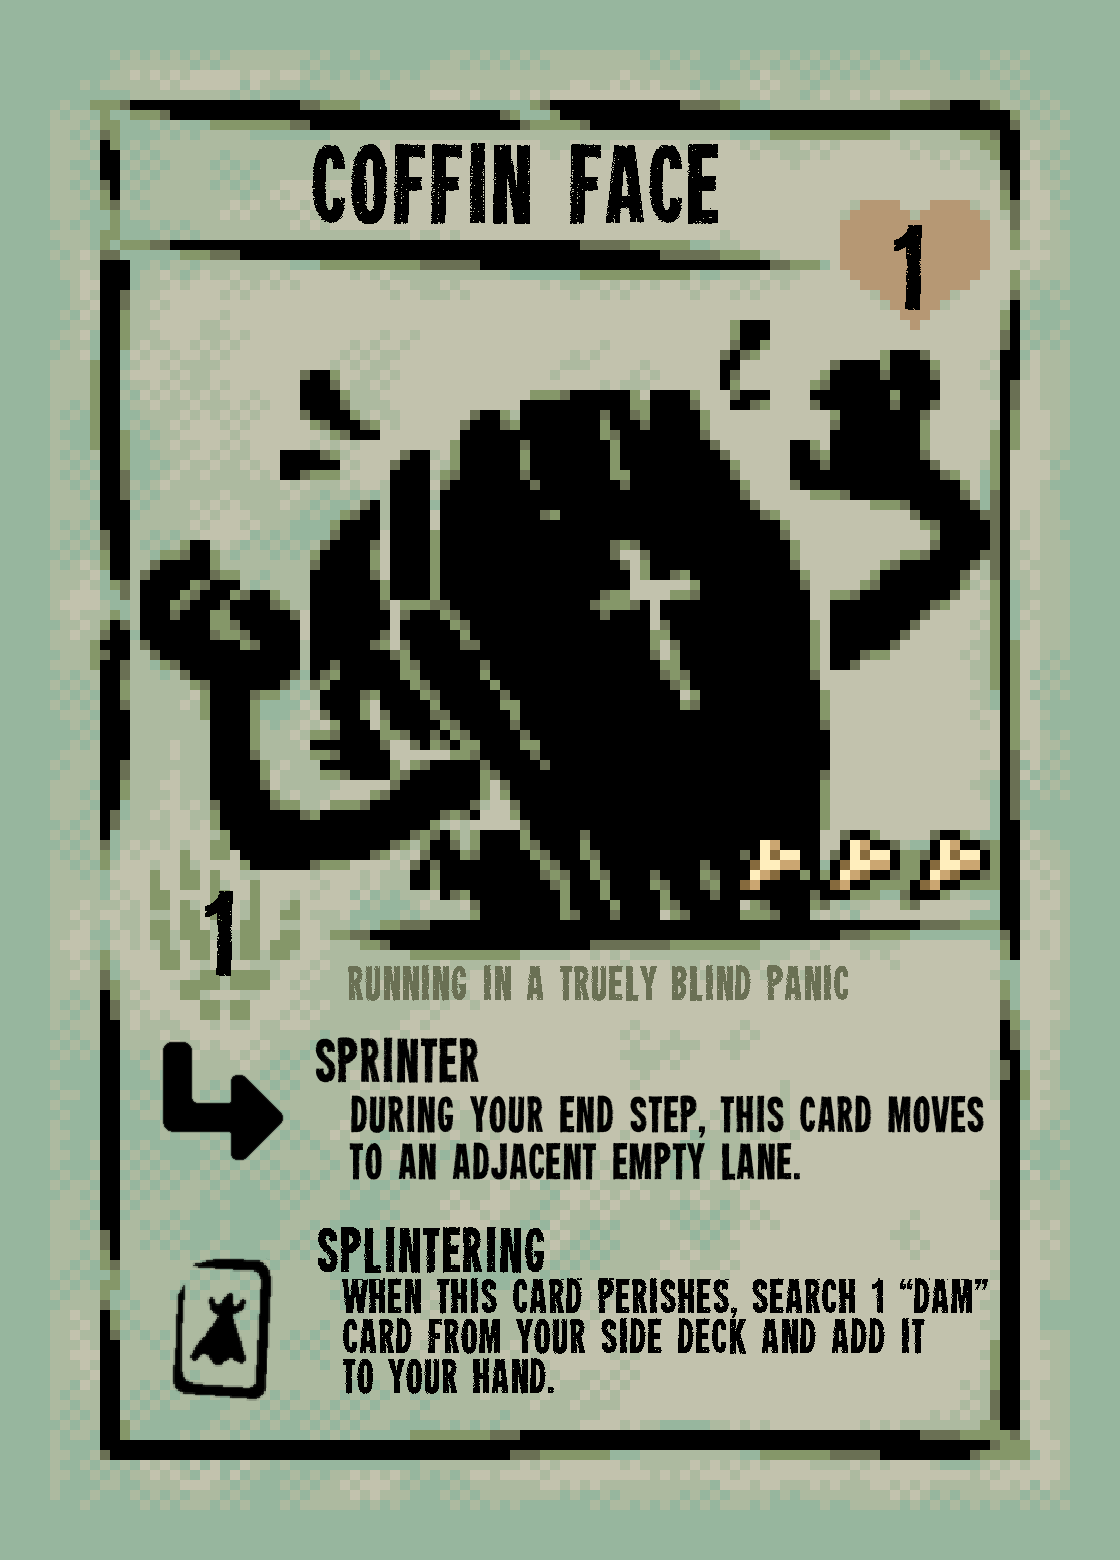 COFFIN FACE
1
1
RUNNING IN A TRUELY BLIND PANIC
SPRINTER
DURING YOUR END STEP, THIS CARD MOVES
TO AN ADJACENT EMPTY LANE.
SPLINTERING
WHEN THIS CARD PERISHES, SEARCH 1 “DAM”
CARD FROM YOUR SIDE DECK AND ADD IT
TO YOUR HAND.